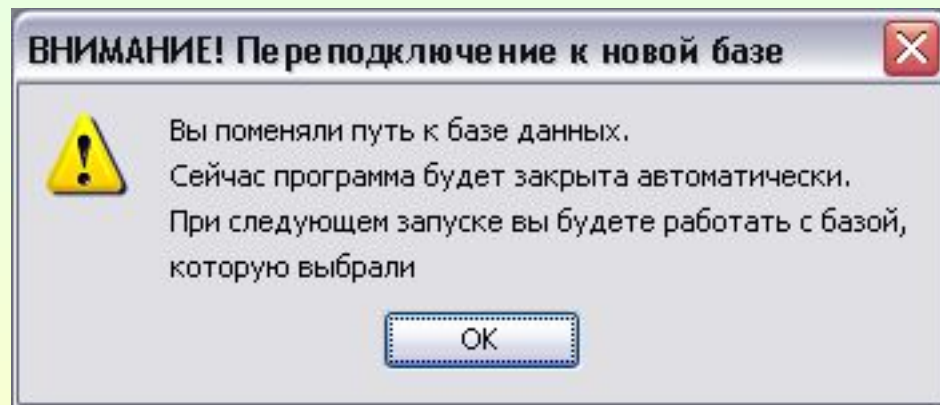 ВНИМАНИЕ! Переподключение к новой базе
Вы поменяли путь к базе данных.
Сейчас программа будет закрыта автоматически.
При следующем запуске вы будете работать с базой,
которую выбрали
OK